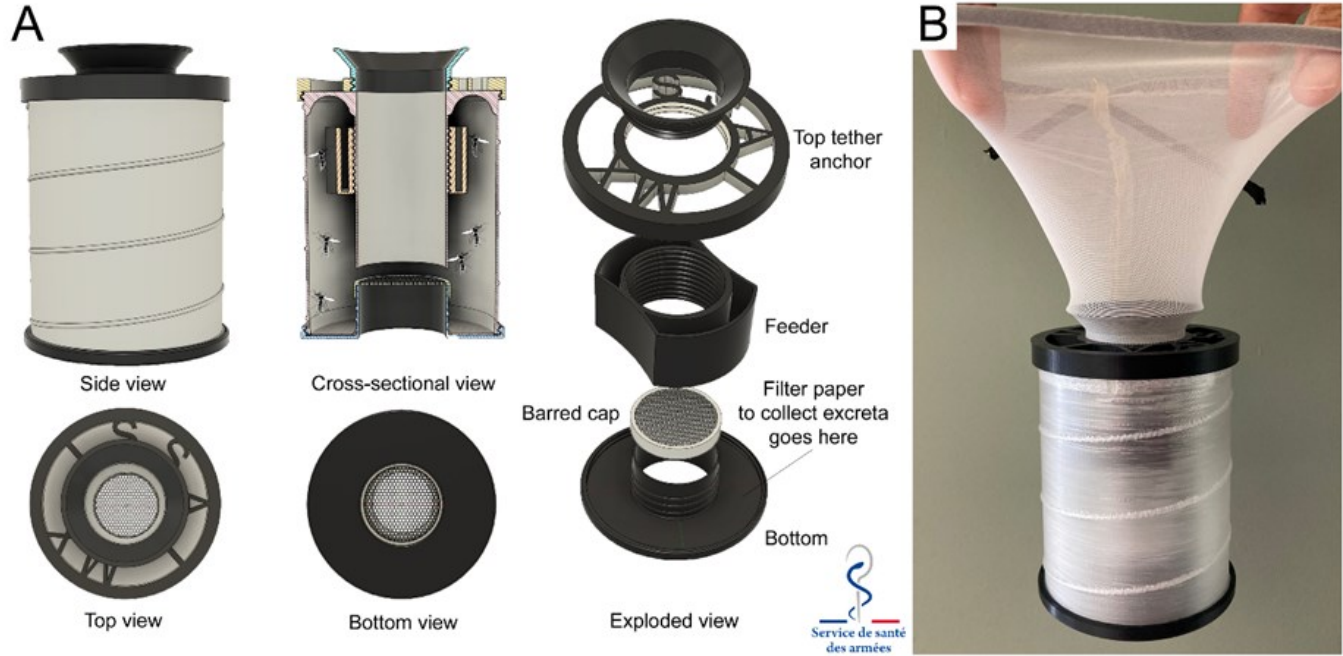 A
B
Top tether
anchor
Feeder
Filter paper
to collect excreta
goes here
Barred cap
Bottom
Side view
Cross-sectional view
Top view
Bottom view
Exploded view
Service de santé
des armées